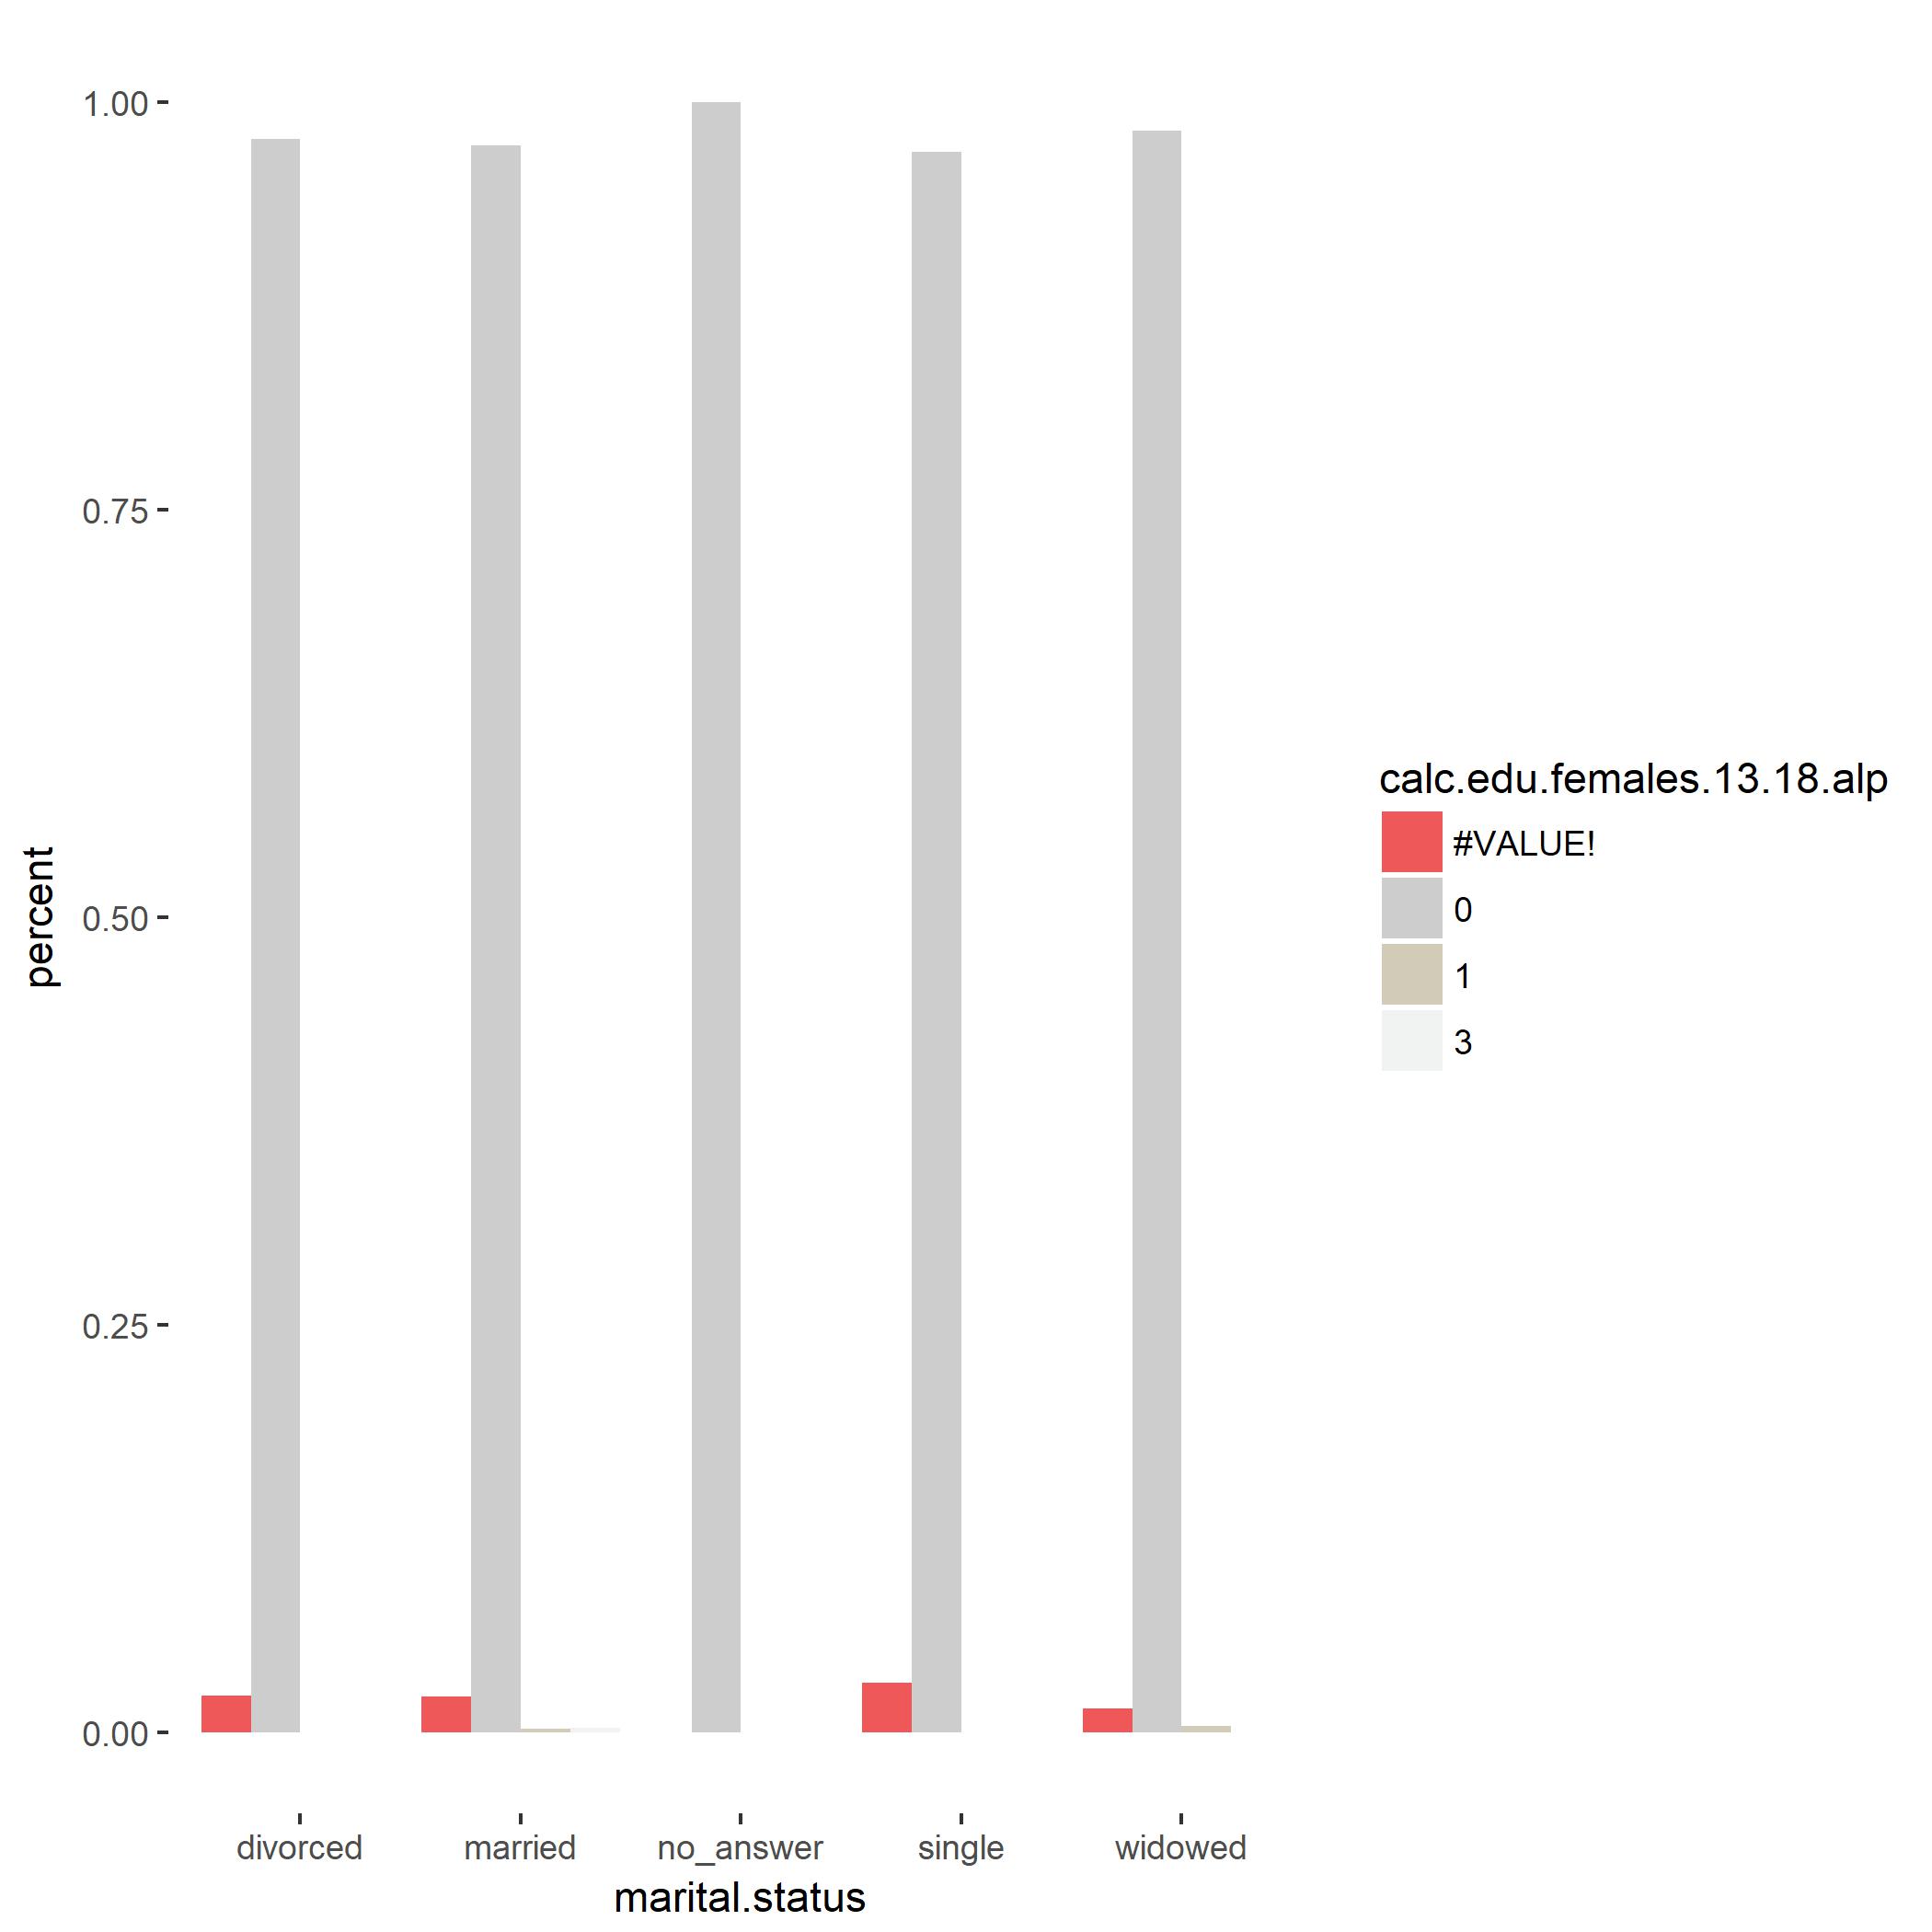 1.00
0.75
0.50
0.25
0.00
percent
divorced married no_answer single widowed
marital.status
calc.edu.females.13.18.alp
#VALUE!
0
1
3